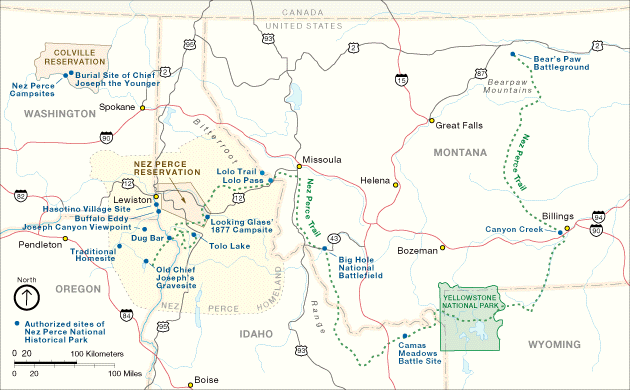 CANADA
UNITED STATES
95
93
2
2
COLVILLE
RESERVATION
2
Burial Site of Chief
Joseph the Younger
Nez Perce
Campsites
WASHINGTON
Spokane
90
15
87
Bear's Paw
Battleground
Bearpaw
Mountains
Great Falls
MONTANA
Bitterroot
Range
NEZ PERCE
RESERVATION
Lolo Trail
Lolo Pass
Missoula
Nez Perce Trail
Nez Perce Trail
Helena
82
12
12
Lewiston
Hasotino Village Site
Buffalo Eddy
Joseph Canyon Viewpoint
Dug Bar
Looking Glass'
1877 Campsite
Tolo Lake
Pendleton
Traditional
Homesite
Old Chief
Joseph's
Gravesite
43
Big Hole
National
Battlefield
Bozeman
Canyon Creek
Billings
94
90
North
OREGON
NEZ PERCE HOMELAND
84
95
IDAHO
93
YELLOWSTONE
NATIONAL PARK
Camas
Meadows
Battle Site
WYOMING
Authorized sites of
Nez Perce National
Historical Park
0 20 100 Kilometers
0 20 100 Miles
Boise